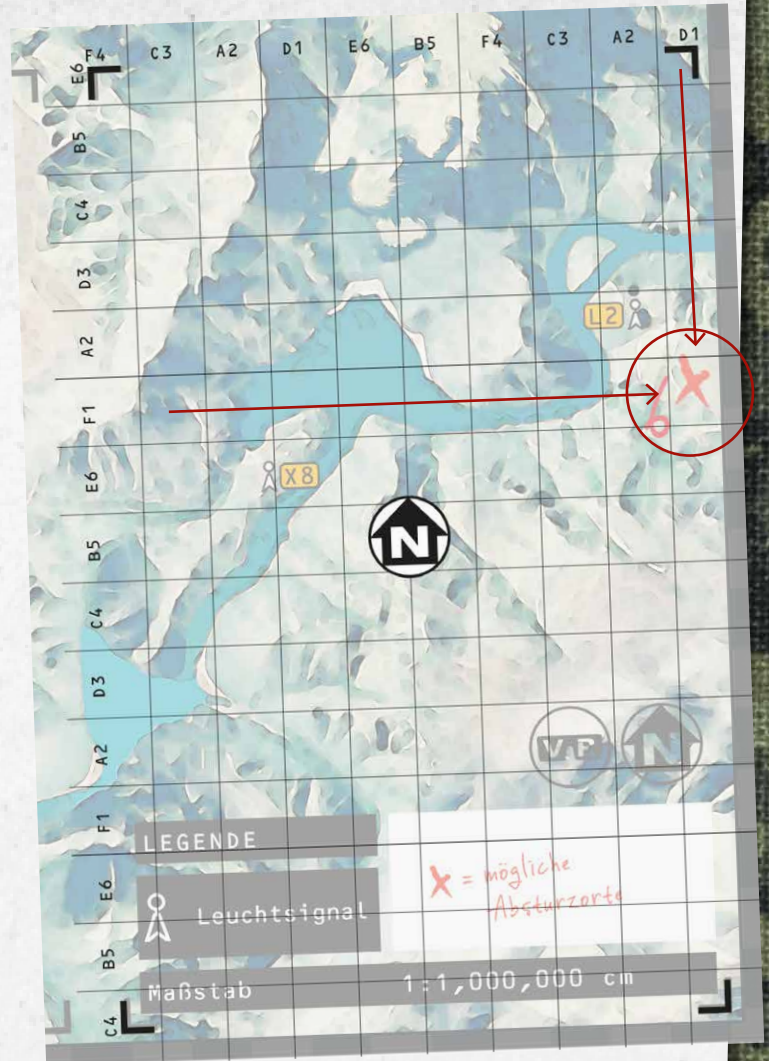 F4 C3 A2 D1 E6 B5 F4 C3 A2 D1
E6
B5
C4
D3
A2
F1
E6
B5
C4
D3
A2
F1
E6
B5
C4
L2
6
X
X8
N
N
LEGENDE
Leuchtsignal
X = mögliche
Absturzorte
Maßstab 1:1,000,000 cm